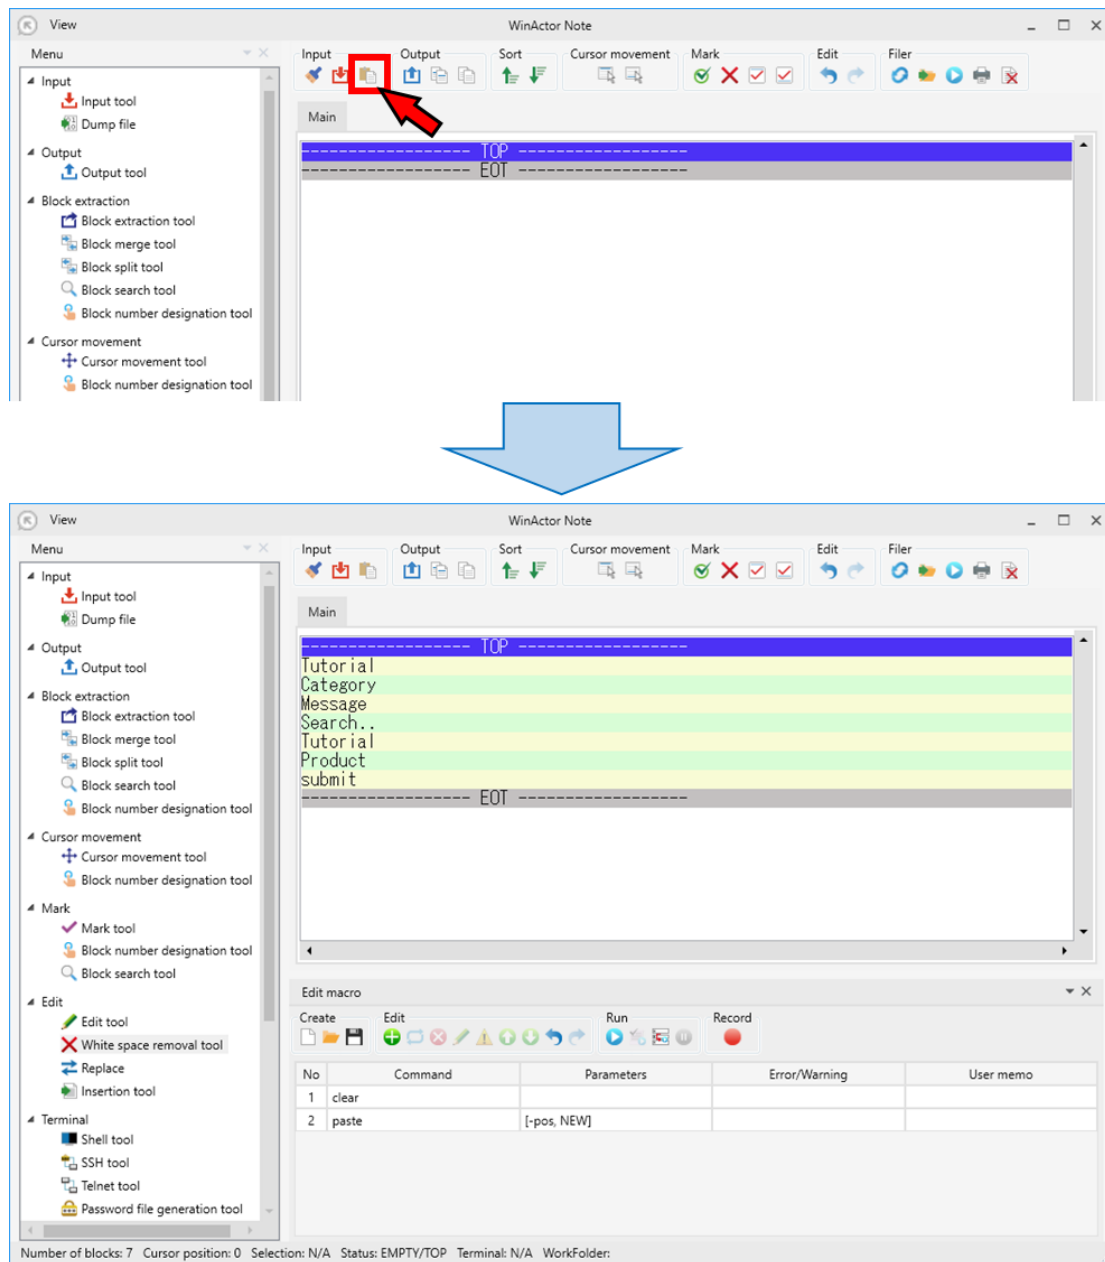 View WinActor Note
Menu
Input Output Sort Cursor movement Mark Edit Filer
Input
Input tool
Dump file
Output
Output tool
Block extraction
Block extraction tool
Block merge tool
Block split tool
Block search tool
Block number designation tool
Cursor movement
Cursor movement tool
Block number designation tool
Main
------------------ TOP ------------------
------------------ EOT ------------------
View WinActor Note
Menu
Input Output Sort Cursor movement Mark Edit Filer
Input
Input tool
Dump file
Output
Output tool
Block extraction
Block extraction tool
Block merge tool
Block split tool
Block search tool
Block number designation tool
Cursor movement
Cursor movement tool
Block number designation tool
Mark
Mark tool
Block number designation tool
Block search tool
Edit
Edit tool
White space removal tool
Replace
Insertion tool
Terminal
Shell tool
SSH tool
Telnet tool
Password file generation tool
Main
------------------ TOP ------------------
Tutorial
Category
Message
Search..
Tutorial
Product
submit
------------------ EOT ------------------
Edit macro
Create Edit Run Record
No Command Parameters Error/Warning User memo
1 clear
2 paste [-pos, NEW]
Number of blocks: 7 Cursor position: 0 Selection: N/A Status: EMPTY/TOP Terminal: N/A WorkFolder: